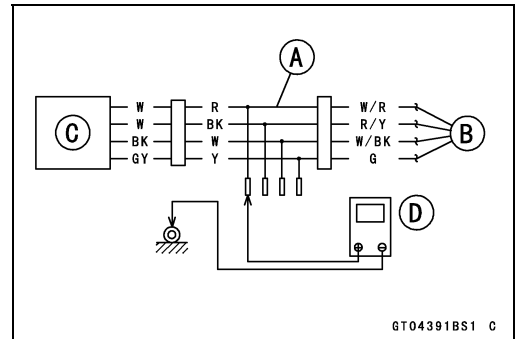 A
W R W/R
W BK R/Y
C BK W W/BK B
GY Y G
D
⊕ ⊖
GT04391BS1 C